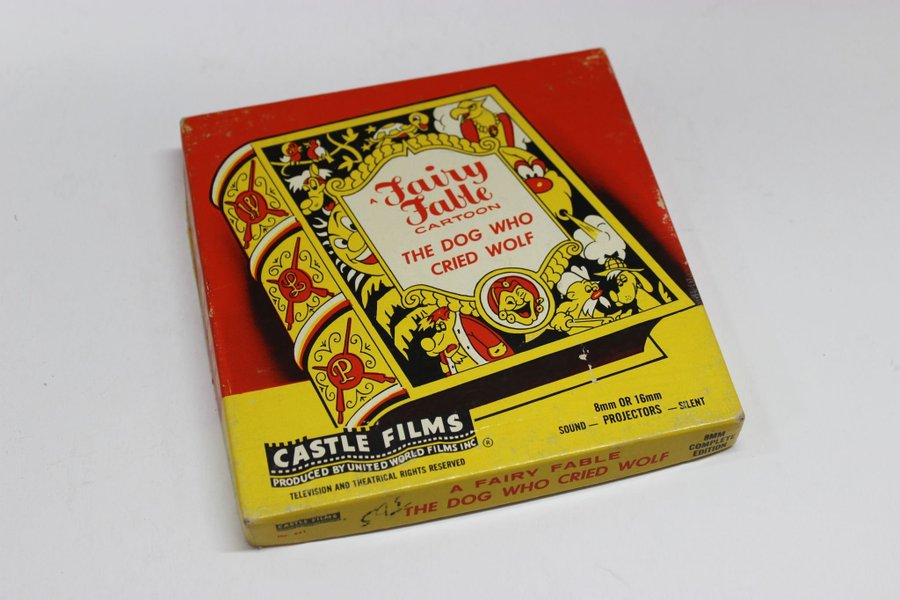 A
Fairy
Fable
CARTOON
THE DOG WHO
CRIED WOLF
W
L
P
CASTLE FILMS ®
PRODUCED BY UNITED WORLD FILMS INC
TELEVISION AND THEATRICAL RIGHTS RESERVED
8mm OR 16mm
SOUND — PROJECTORS — SILENT
CASTLE FILMS
A FAIRY FABLE
THE DOG WHO CRIED WOLF
8MM
COMPLETE
EDITION